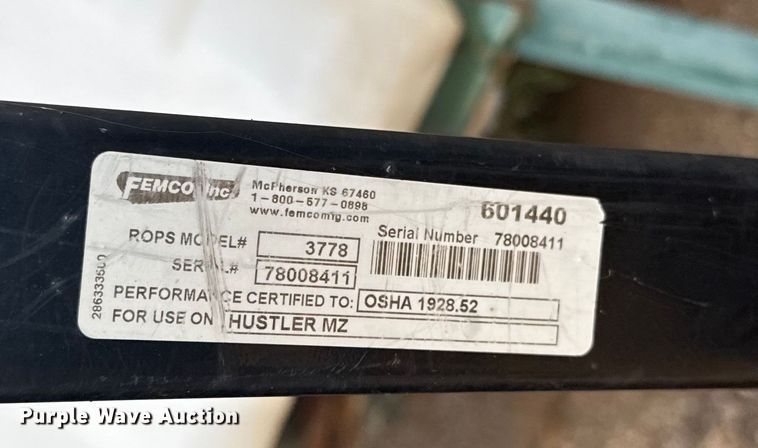 FEMCO Inc
McPherson KS 67460
1-800-577-0898
www.femcomfg.com
601440
Serial Number 78008411
ROPS MODEL# 3778
SERIAL# 78008411
PERFORMANCE CERTIFIED TO: OSHA 1928.52
FOR USE ON HUSTLER MZ
Purple Wave Auction